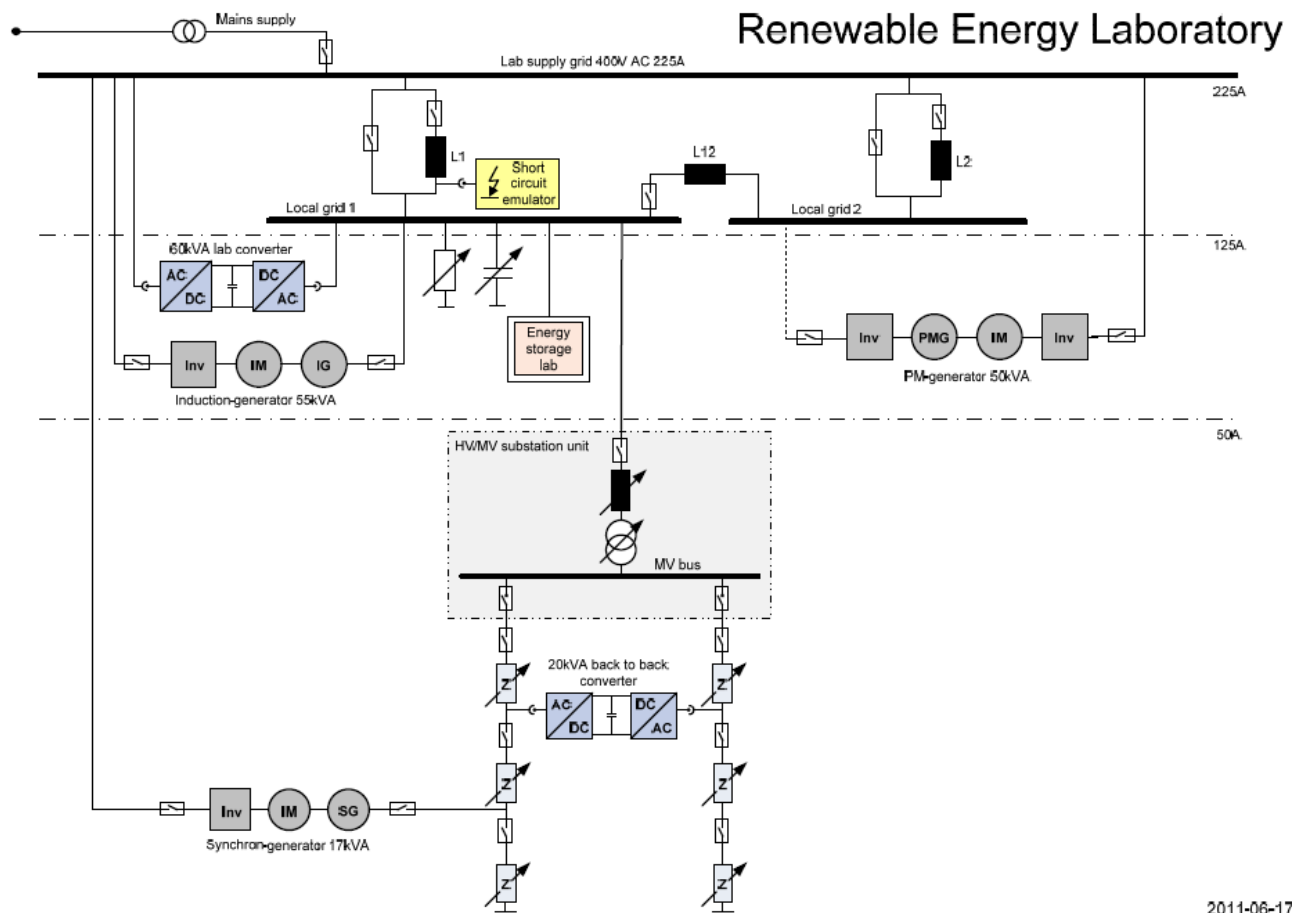 Renewable Energy Laboratory
Mains supply
Lab supply grid 400V AC 225A
225A
L1
Short
circuit
emulator
L12
L2
Local grid 1
Local grid 2
125A
60kVA lab converter
AC
DC
DC
AC
Energy
storage
lab
Inv
IM
IG
Induction-generator 55kVA
Inv
PMG
IM
Inv
PM-generator 50kVA
50A
HV/MV substation unit
MV bus
20kVA back to back
converter
Z
AC
DC
DC
AC
Z
Z
Z
Inv
IM
SG
Synchron-generator 17kVA
Z
Z
2011-06-17